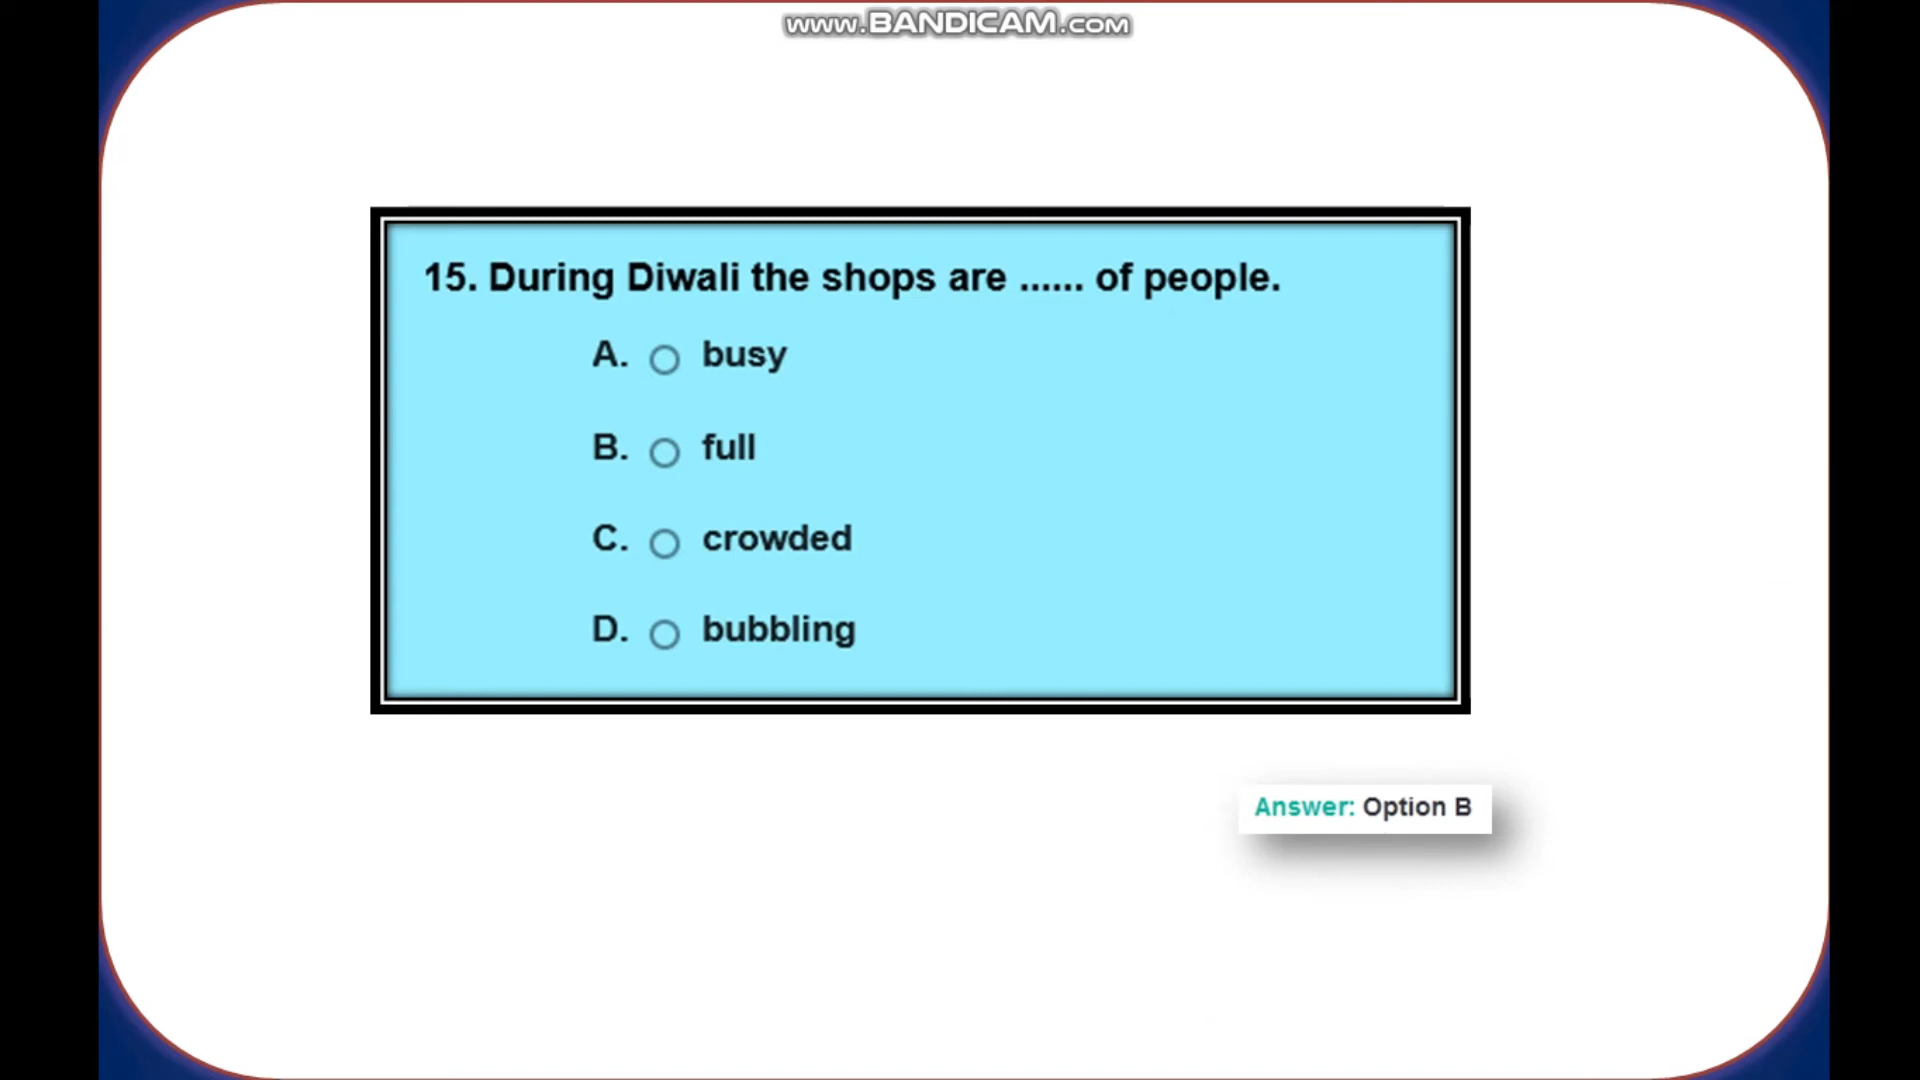 www.BANDICAM.com
15. During Diwali the shops are ...... of people.
A. busy
B. full
C. crowded
D. bubbling
Answer: Option B